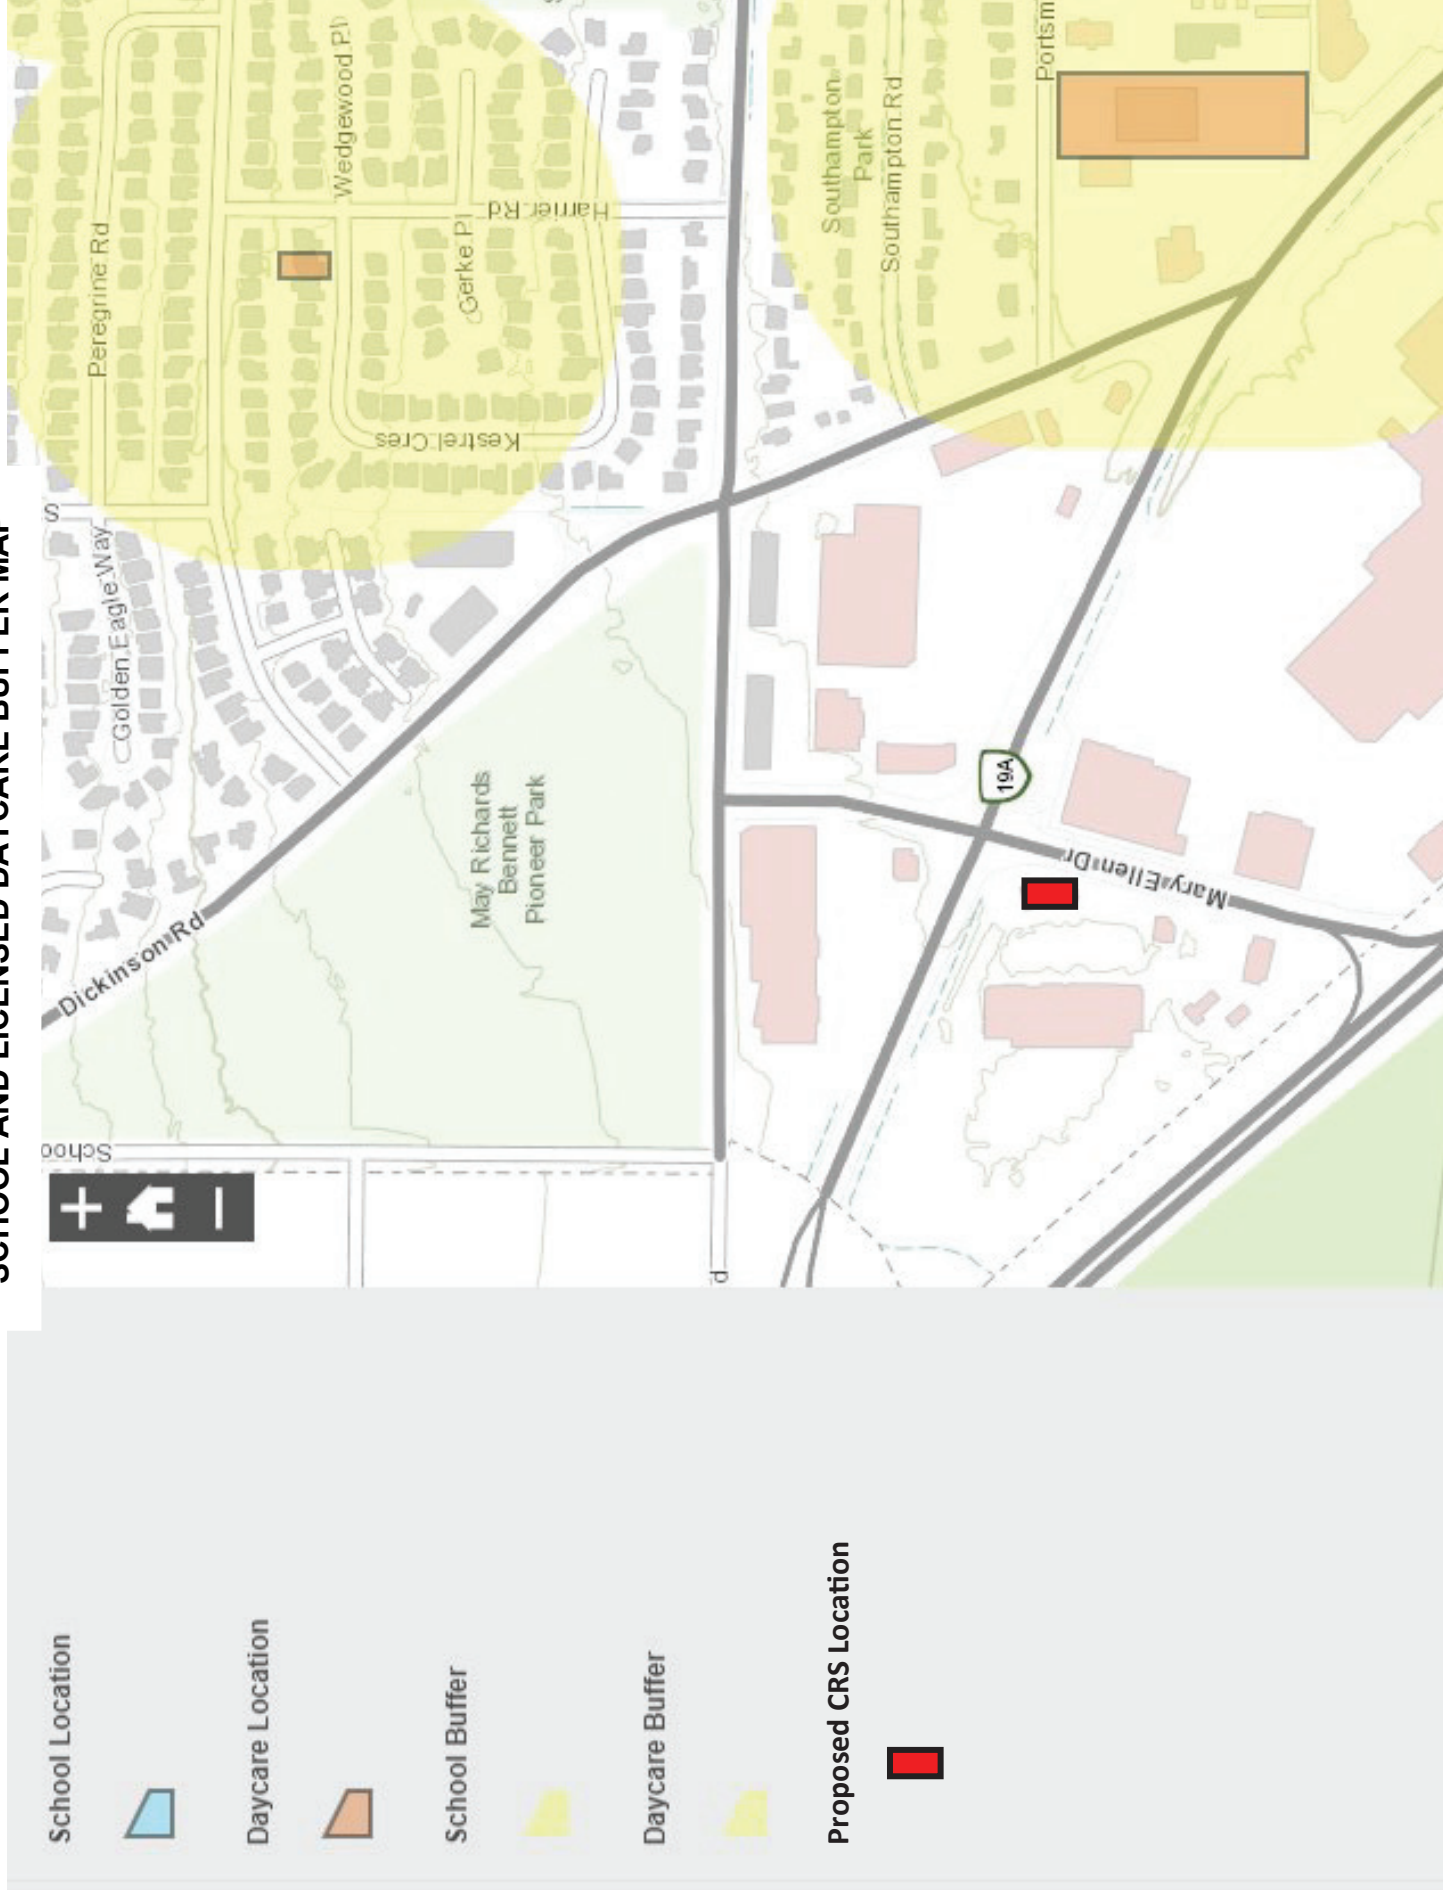 SCHOOL AND LICENSED DAYCARE BUFFER MAP
School Location
Daycare Location
School Buffer
Daycare Buffer
Proposed CRS Location
Dickinson Rd
Golden Eagle Way
S
Peregrine Rd
Wedgewood Pl
Kestrel Cres
Gerke Pl
Harrier Rd
Schoo
May Richards
Bennett
Pioneer Park
rd
Southampton
Park
Southampton Rd
Portsm
19A
Mary Ellen Dr